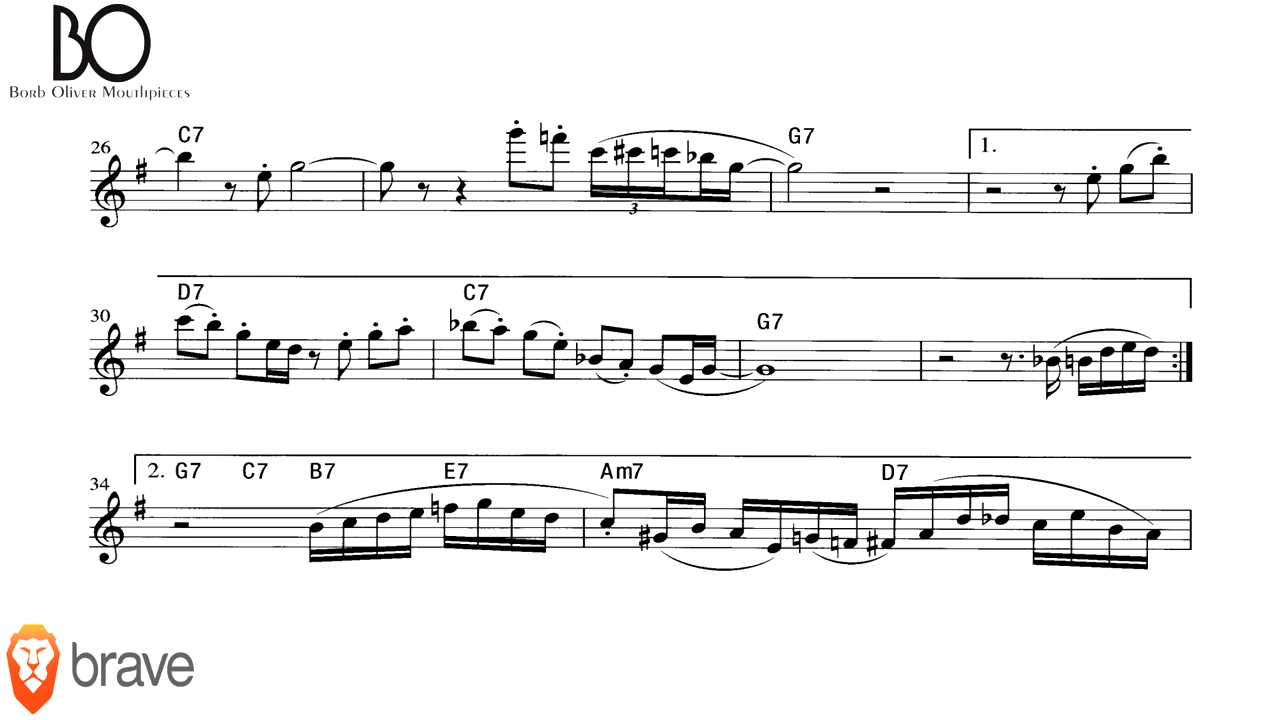 BO
Borb Oliver Mouthpieces
26 C7 G7 1.
3
30 D7 C7 G7
34 2. G7 C7 B7 E7 Am7 D7
brave